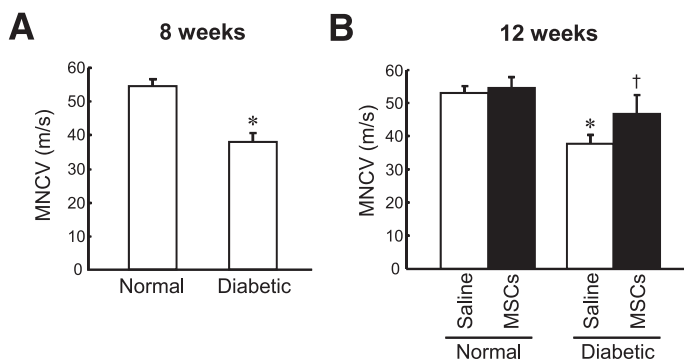 A
8 weeks
MNCV (m/s)
60
50
40
30
20
10
0
*
Normal
Diabetic
B
12 weeks
MNCV (m/s)
60
50
40
30
20
10
0
*
†
Saline
MSCs
Saline
MSCs
Normal
Diabetic